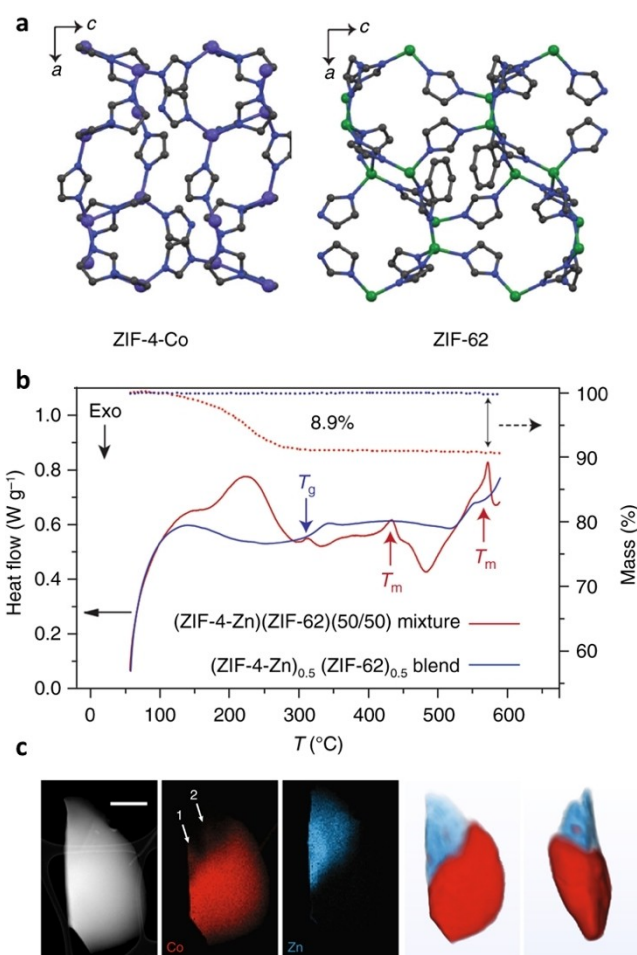 a
c
a
c
a
ZIF-4-Co
ZIF-62
b
Exo
8.9%
Tg
Tm
Tm
(ZIF-4-Zn)(ZIF-62)(50/50) mixture
(ZIF-4-Zn)0.5 (ZIF-62)0.5 blend
Heat flow (W g−1)
1.0
0.8
0.6
0.4
0.2
0.0
Mass (%)
100
90
80
70
60
0 100 200 300 400 500 600
T (°C)
c
1
2
Co
Zn